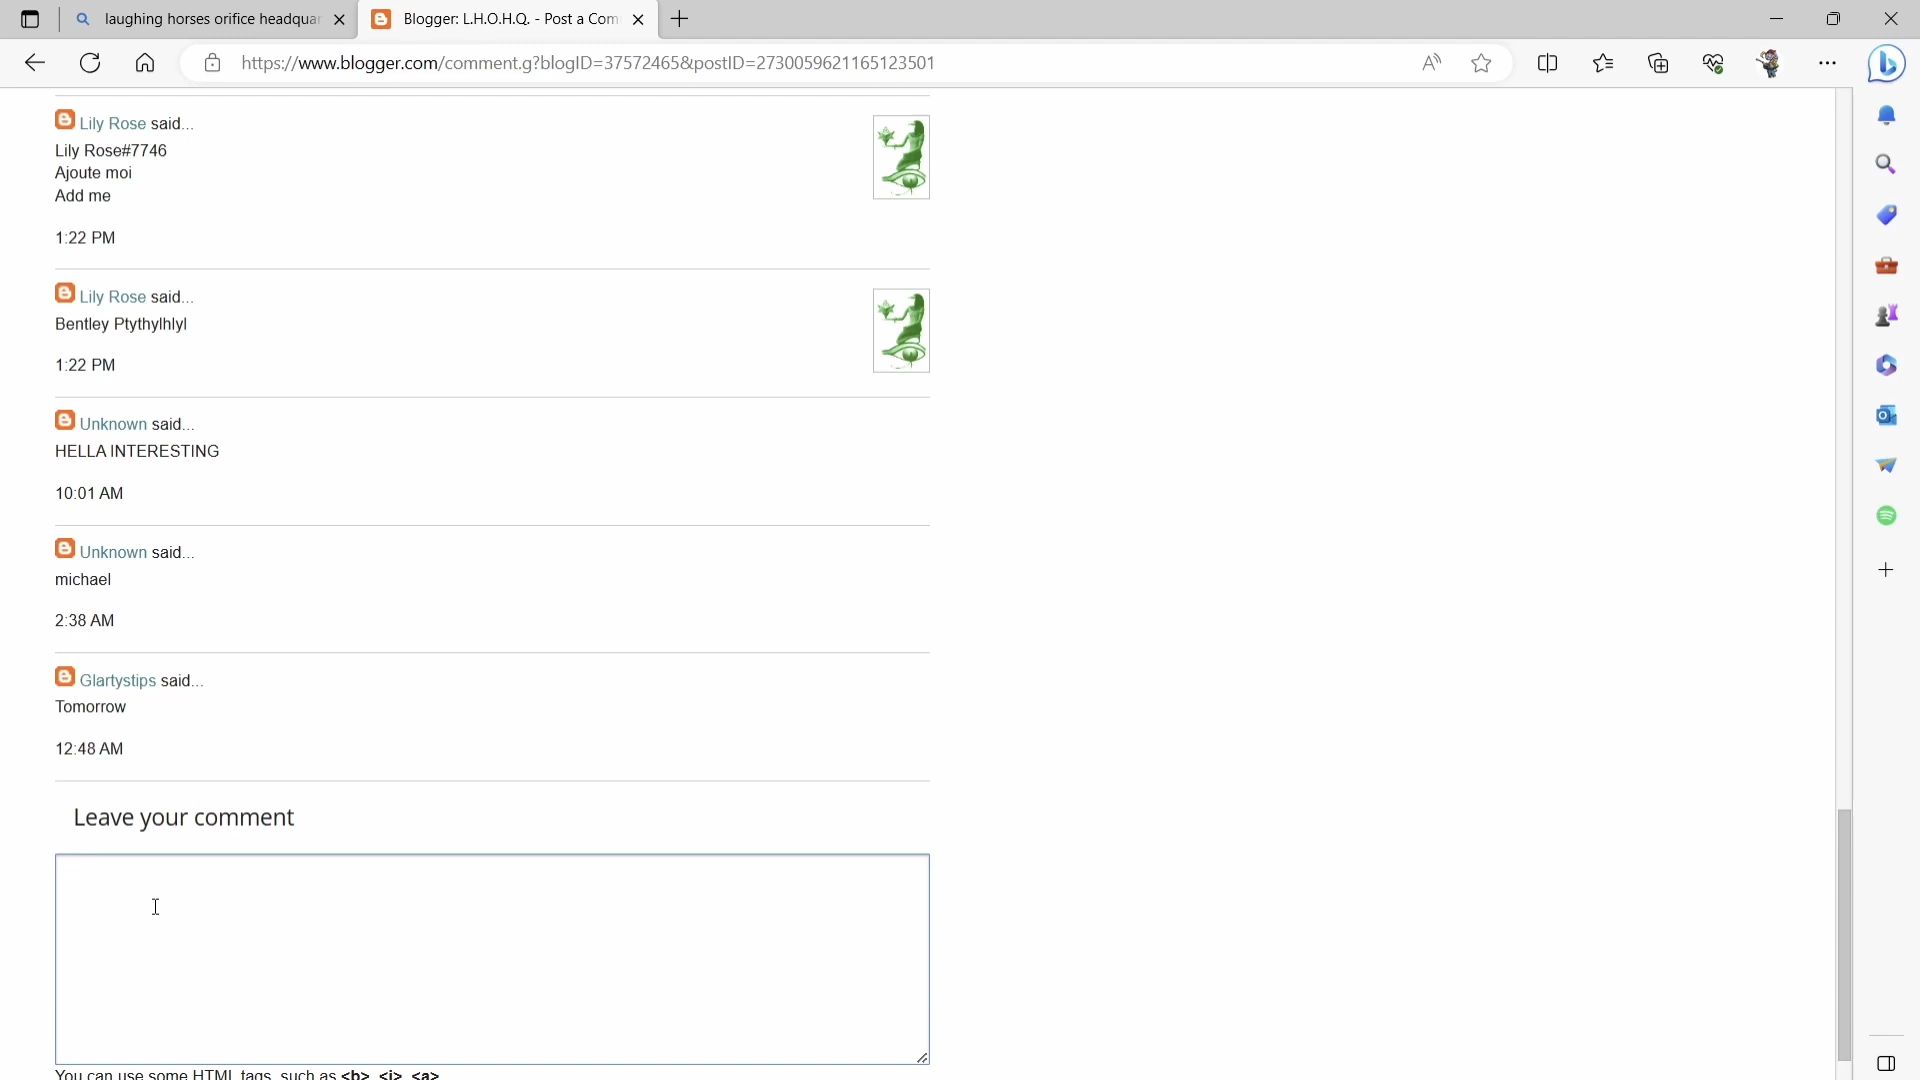 laughing horses orifice headquar
Blogger: L.H.O.H.Q. - Post a Com
https://www.blogger.com/comment.g?blogID=37572465&postID=2730059621165123501
Lily Rose said...
Lily Rose#7746
Ajoute moi
Add me
1:22 PM
Lily Rose said...
Bentley Ptythylhlyl
1:22 PM
Unknown said...
HELLA INTERESTING
10:01 AM
Unknown said...
michael
2:38 AM
Glartystips said...
Tomorrow
12:48 AM
Leave your comment
You can use some HTML tags, such as <b>, <i>, <a>